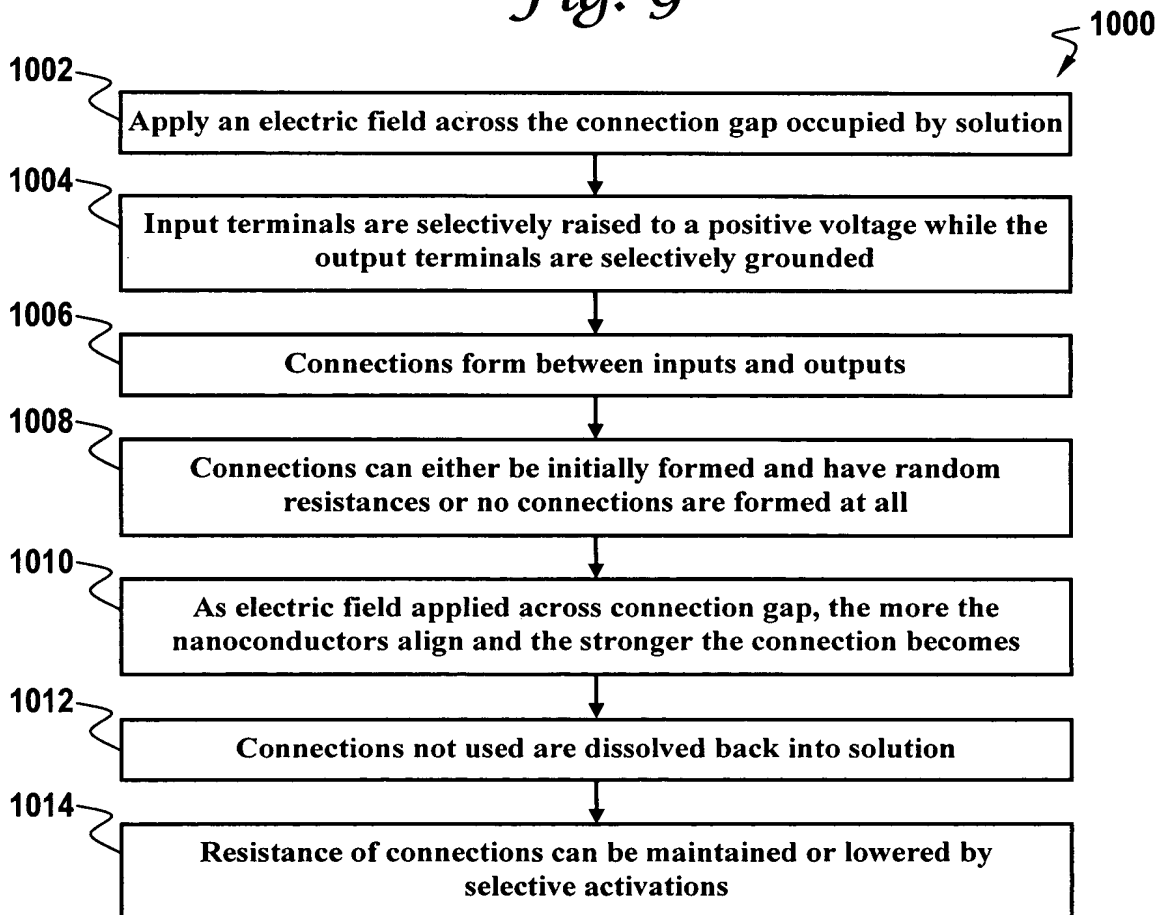 Fig. 9
1000
1002
Apply an electric field across the connection gap occupied by solution
1004
Input terminals are selectively raised to a positive voltage while the
output terminals are selectively grounded
1006
Connections form between inputs and outputs
1008
Connections can either be initially formed and have random
resistances or no connections are formed at all
1010
As electric field applied across connection gap, the more the
nanoconductors align and the stronger the connection becomes
1012
Connections not used are dissolved back into solution
1014
Resistance of connections can be maintained or lowered by
selective activations